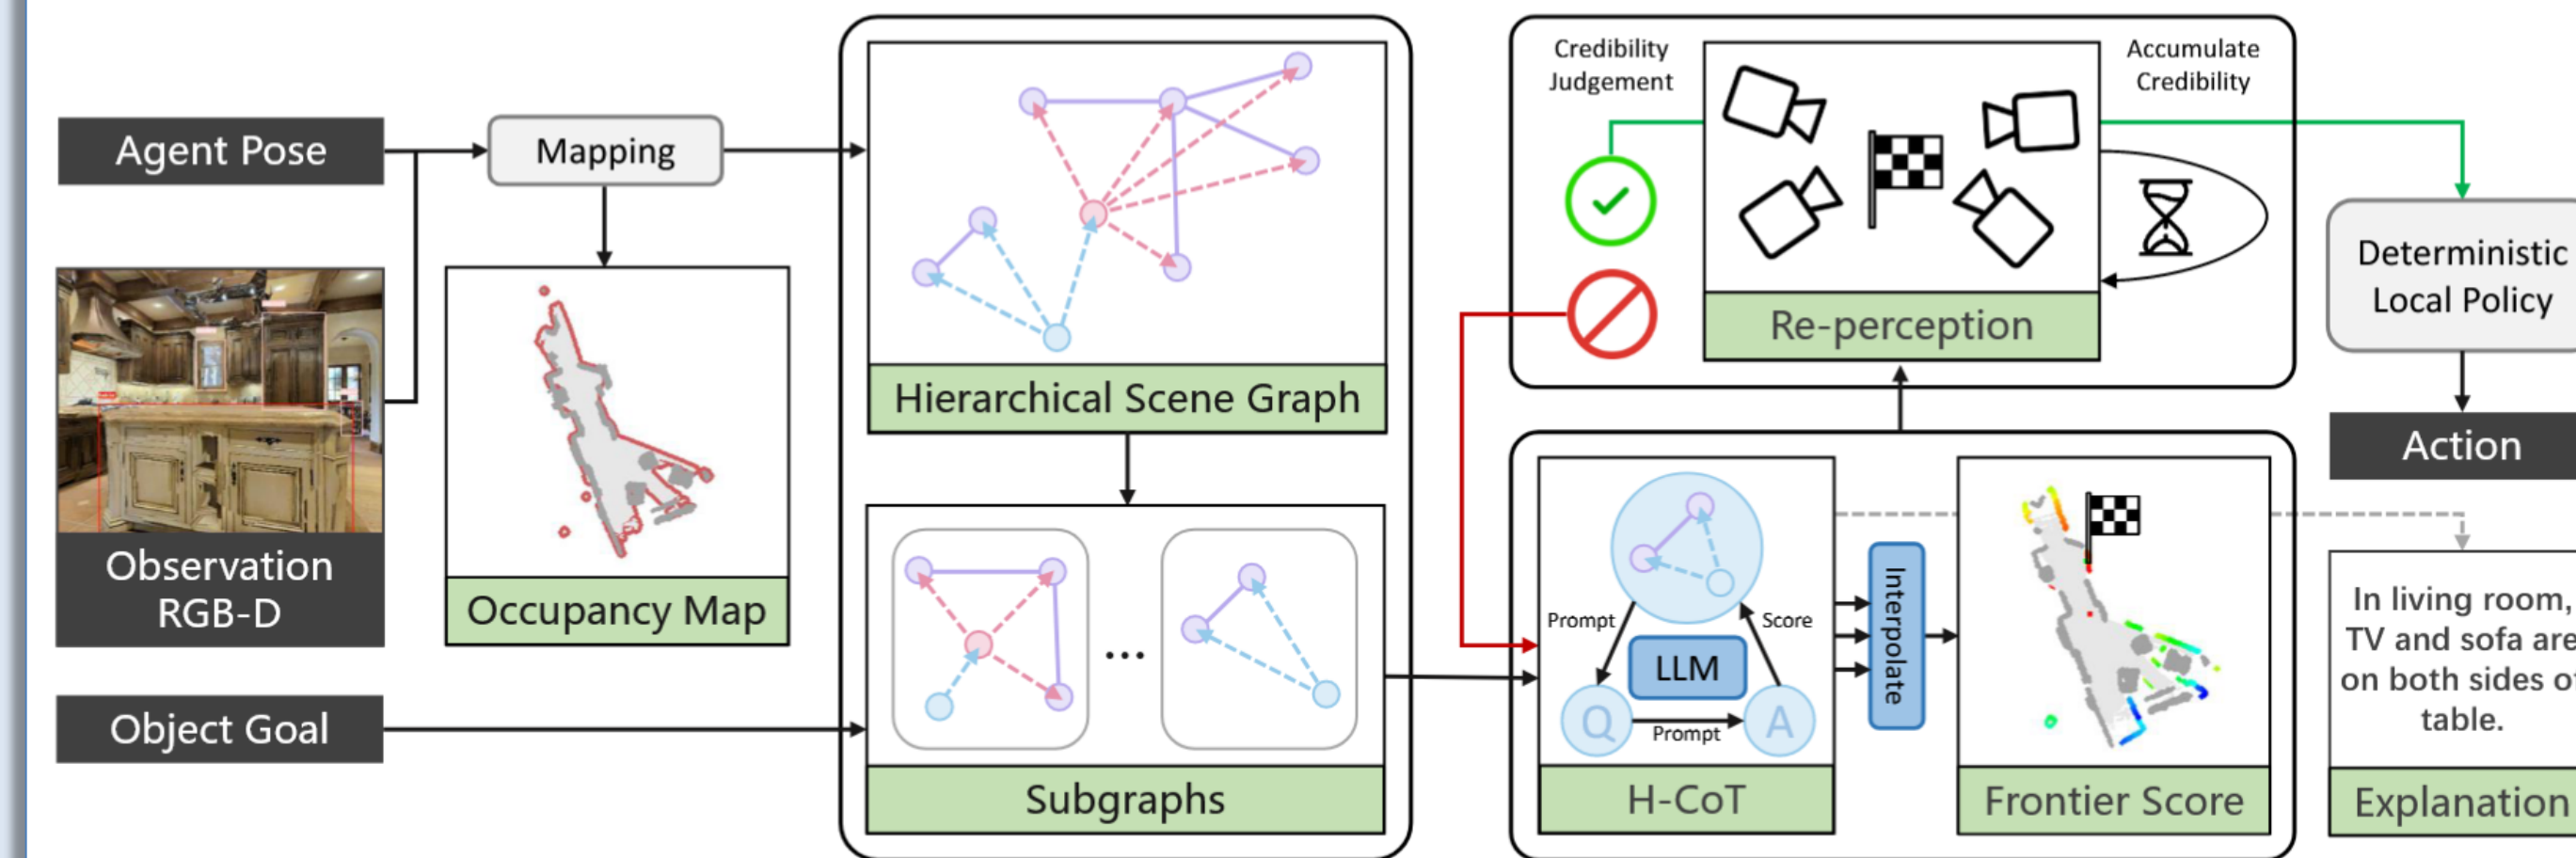 Agent Pose
Mapping
Observation
RGB-D
Occupancy Map
Object Goal
Hierarchical Scene Graph
Subgraphs
...
Credibility
Judgement
Accumulate
Credibility
Re-perception
Prompt
Score
LLM
Q
A
Prompt
H-CoT
Interpolate
Frontier Score
Deterministic
Local Policy
Action
In living room,
TV and sofa are
on both sides of
table.
Explanation